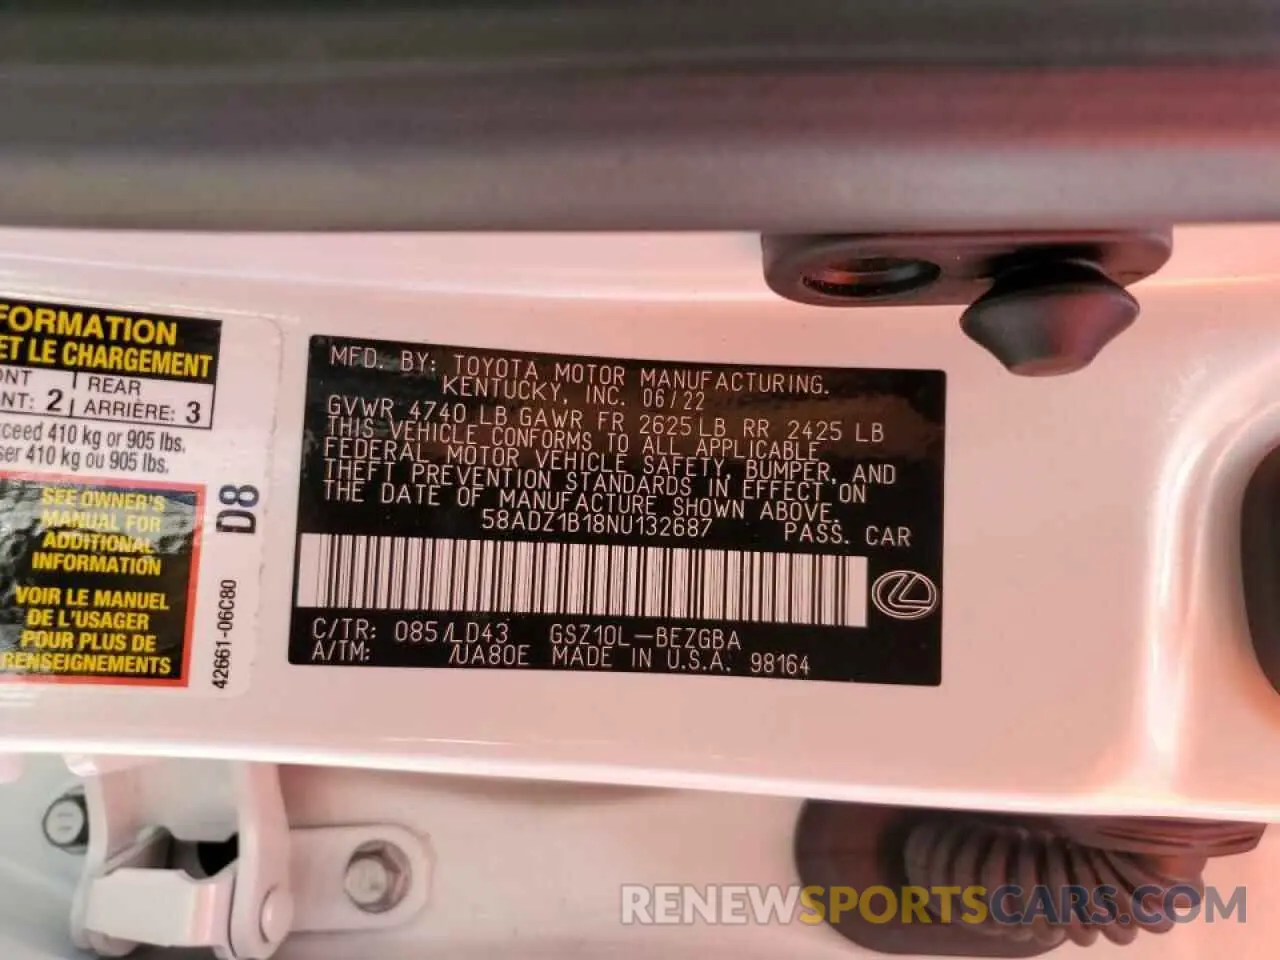 FORMATION
ET LE CHARGEMENT
ONT | REAR
NT: 2 | ARRIÈRE: 3
xceed 410 kg or 905 lbs.
ser 410 kg ou 905 lbs.
SEE OWNER'S
MANUAL FOR
ADDITIONAL
INFORMATION
VOIR LE MANUEL
DE L'USAGER
POUR PLUS DE
RENSEIGNEMENTS
D8
42661-06C80
MFD. BY: TOYOTA MOTOR MANUFACTURING.
KENTUCKY, INC. 06/22
GVWR 4740 LB GAWR FR 2625 LB RR 2425 LB
THIS VEHICLE CONFORMS TO ALL APPLICABLE
FEDERAL MOTOR VEHICLE SAFETY, BUMPER, AND
THEFT PREVENTION STANDARDS IN EFFECT ON
THE DATE OF MANUFACTURE SHOWN ABOVE.
58ADZ1B18NU132687 PASS. CAR
C/TR: 085/LD43 GSZ10L-BEZGBA
A/TM: /UA80E MADE IN U.S.A. 98164
RENEWSPORTSCARS.COM